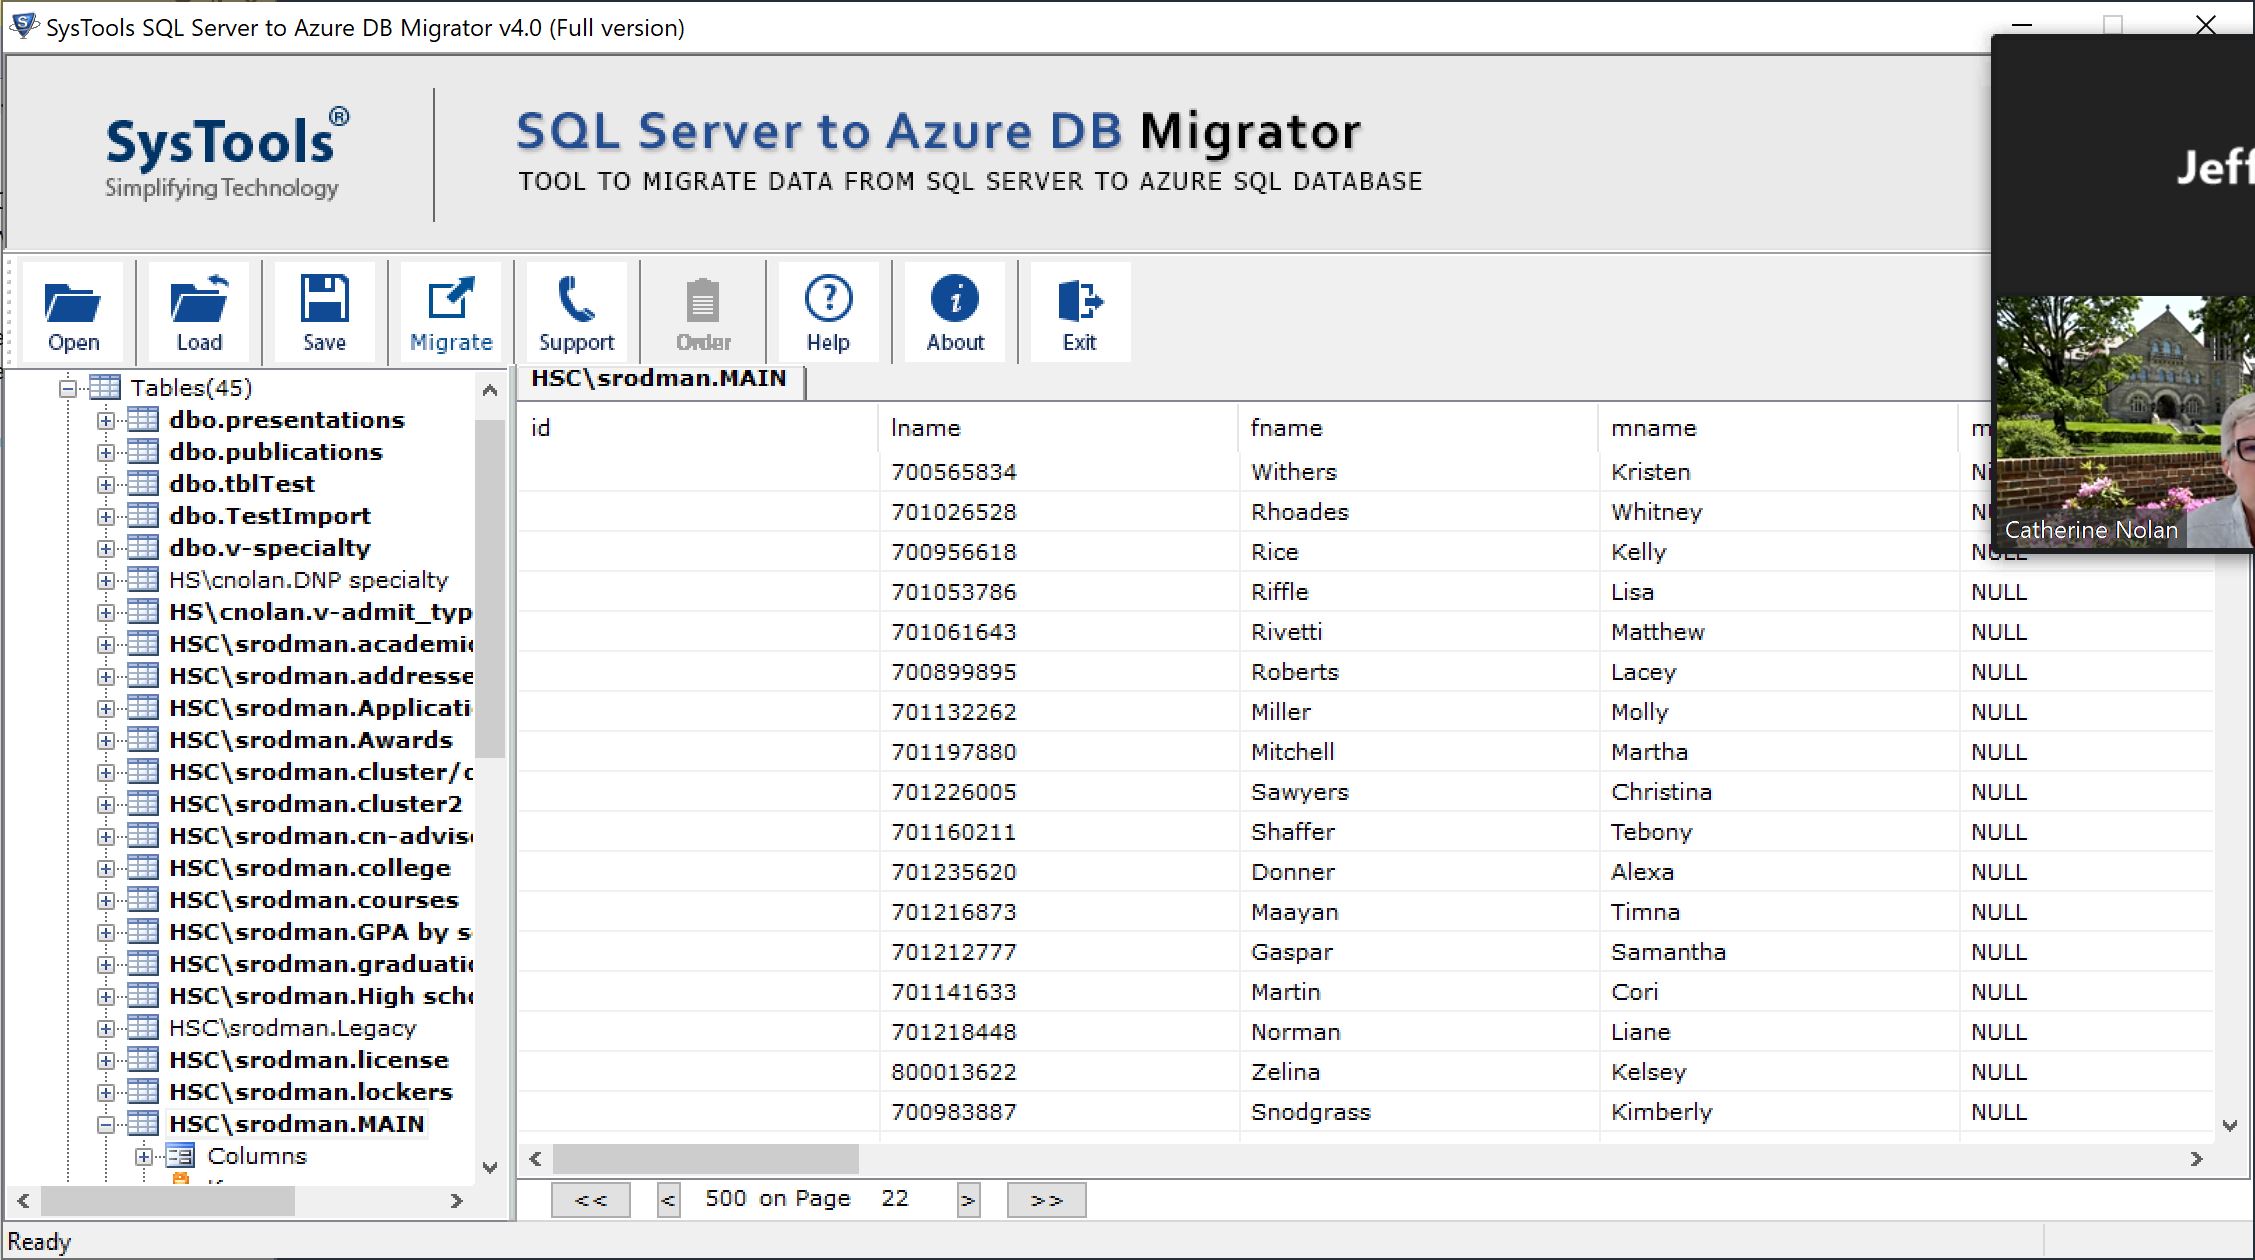 SysTools SQL Server to Azure DB Migrator v4.0 (Full version)
SysTools®
Simplifying Technology
SQL Server to Azure DB Migrator
TOOL TO MIGRATE DATA FROM SQL SERVER TO AZURE SQL DATABASE
Jeff
Catherine Nolan
Open Load Save Migrate Support Order Help About Exit
Tables(45)
dbo.presentations
dbo.publications
dbo.tblTest
dbo.TestImport
dbo.v-specialty
HS\cnolan.DNP specialty
HS\cnolan.v-admit_typ
HSC\srodman.academic
HSC\srodman.addresse
HSC\srodman.Applicati
HSC\srodman.Awards
HSC\srodman.cluster/c
HSC\srodman.cluster2
HSC\srodman.cn-advis
HSC\srodman.college
HSC\srodman.courses
HSC\srodman.GPA by s
HSC\srodman.graduatio
HSC\srodman.High scho
HSC\srodman.Legacy
HSC\srodman.license
HSC\srodman.lockers
HSC\srodman.MAIN
Columns
HSC\srodman.MAIN
id lname fname mname m
700565834 Withers Kristen Ni
701026528 Rhoades Whitney N
700956618 Rice Kelly NULL
701053786 Riffle Lisa NULL
701061643 Rivetti Matthew NULL
700899895 Roberts Lacey NULL
701132262 Miller Molly NULL
701197880 Mitchell Martha NULL
701226005 Sawyers Christina NULL
701160211 Shaffer Tebony NULL
701235620 Donner Alexa NULL
701216873 Maayan Timna NULL
701212777 Gaspar Samantha NULL
701141633 Martin Cori NULL
701218448 Norman Liane NULL
800013622 Zelina Kelsey NULL
700983887 Snodgrass Kimberly NULL
<< < 500 on Page 22 > >>
Ready